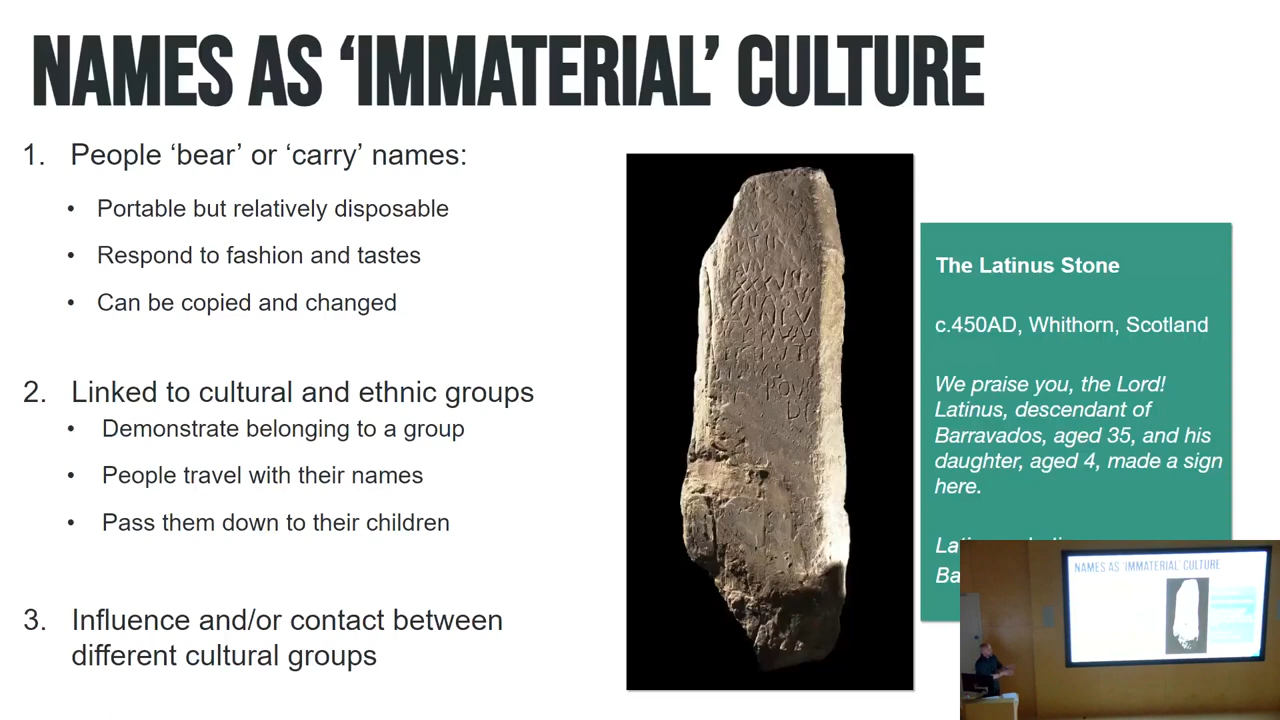 NAMES AS ‘IMMATERIAL’ CULTURE
1. People ‘bear’ or ‘carry’ names:
• Portable but relatively disposable
• Respond to fashion and tastes
• Can be copied and changed
2. Linked to cultural and ethnic groups
• Demonstrate belonging to a group
• People travel with their names
• Pass them down to their children
3. Influence and/or contact between
different cultural groups
The Latinus Stone
c.450AD, Whithorn, Scotland
We praise you, the Lord!
Latinus, descendant of
Barravados, aged 35, and his
daughter, aged 4, made a sign
here.
NAMES AS ‘IMMATERIAL’ CULTURE